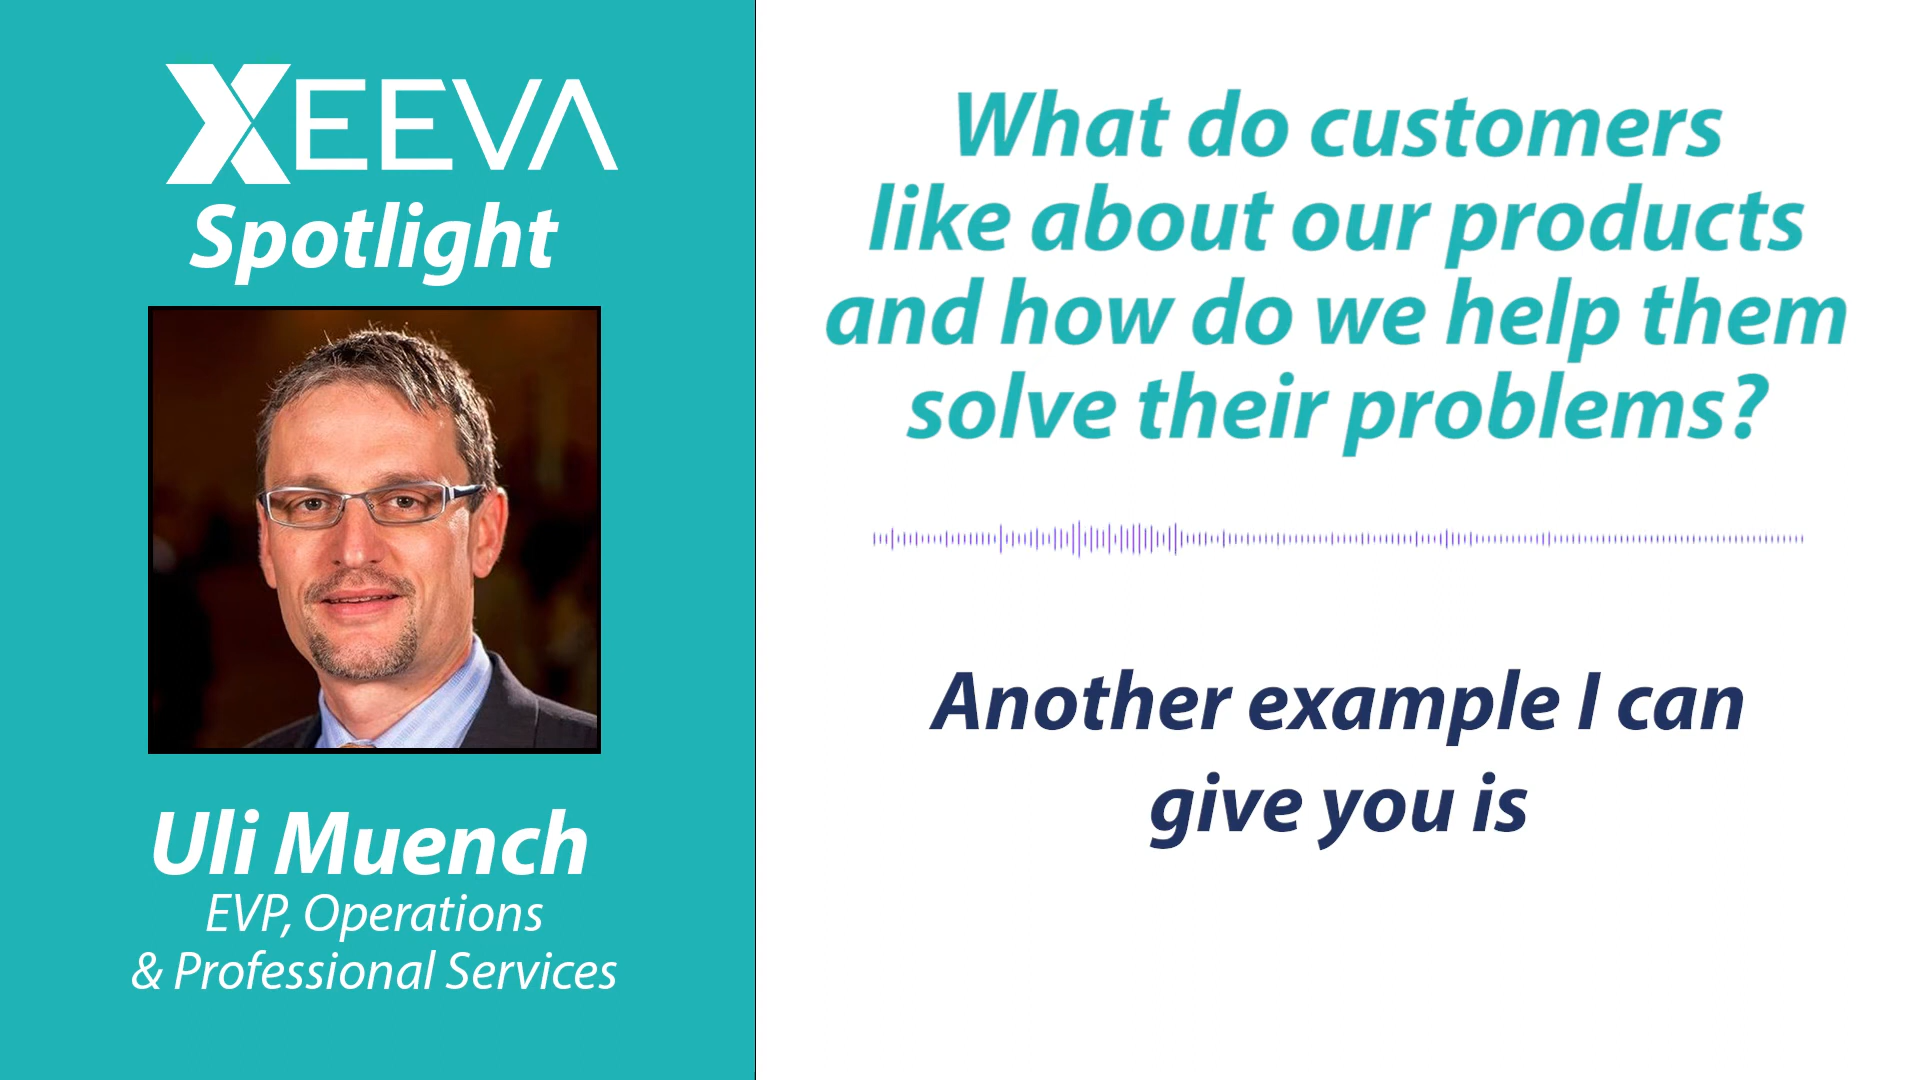 XEEVA
Spotlight
Uli Muench
EVP, Operations
& Professional Services
What do customers
like about our products
and how do we help them
solve their problems?
Another example I can
give you is